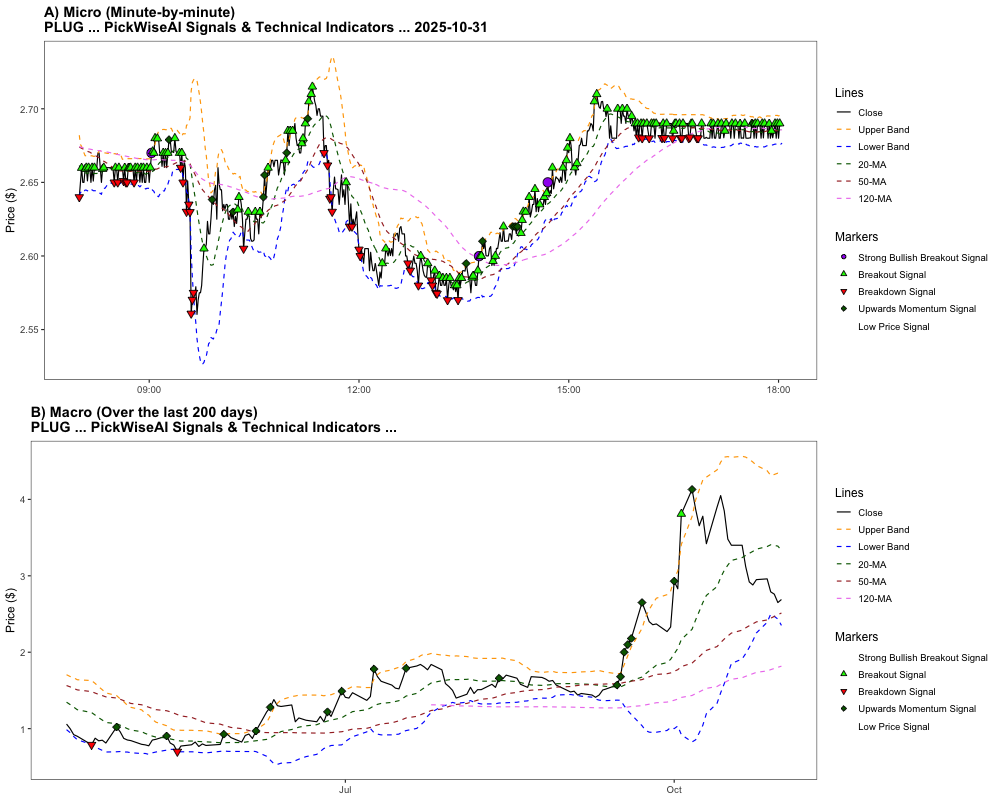 A) Micro (Minute-by-minute)
PLUG ... PickWiseAI Signals & Technical Indicators ... 2025-10-31
Price ($)
2.70
2.65
2.60
2.55
09:00
12:00
15:00
18:00
Lines
Close
Upper Band
Lower Band
20-MA
50-MA
120-MA
Markers
Strong Bullish Breakout Signal
Breakout Signal
Breakdown Signal
Upwards Momentum Signal
Low Price Signal
B) Macro (Over the last 200 days)
PLUG ... PickWiseAI Signals & Technical Indicators ...
Price ($)
4
3
2
1
Jul
Oct
Lines
Close
Upper Band
Lower Band
20-MA
50-MA
120-MA
Markers
Strong Bullish Breakout Signal
Breakout Signal
Breakdown Signal
Upwards Momentum Signal
Low Price Signal